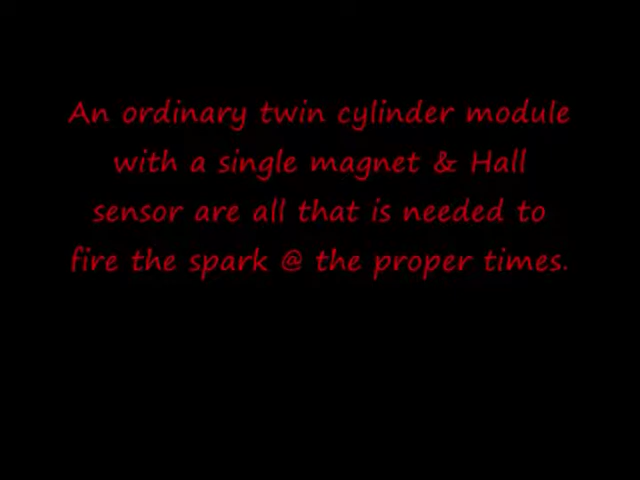 An ordinary twin cylinder module
with a single magnet & Hall
sensor are all that is needed to
fire the spark @ the proper times.